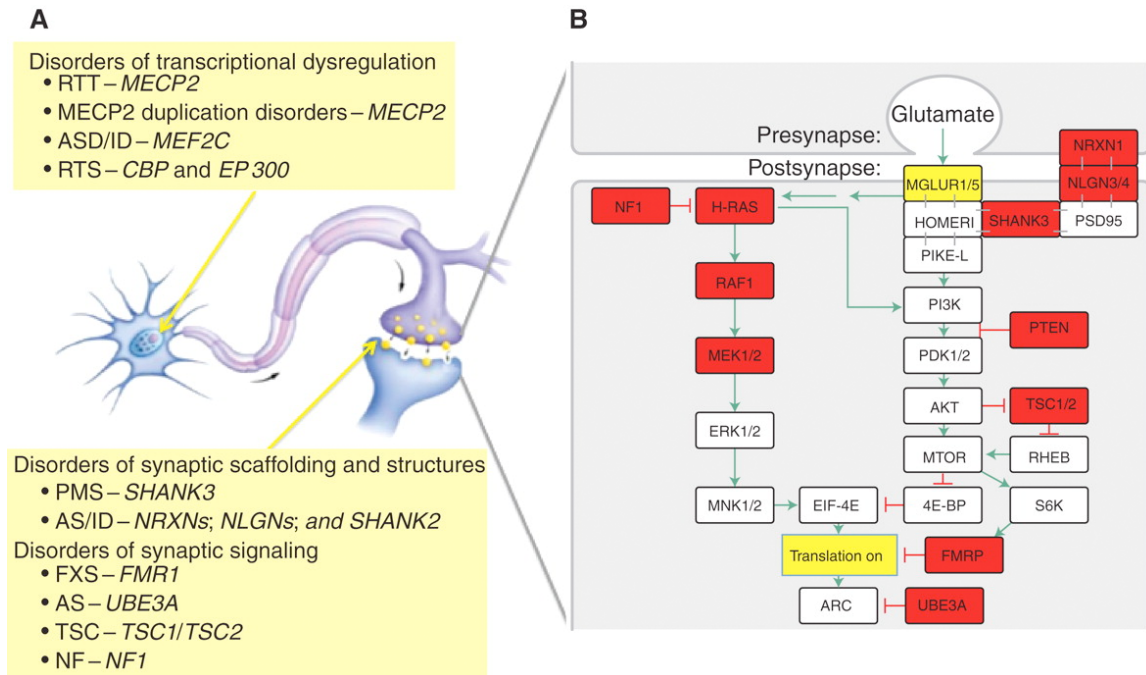 A
Disorders of transcriptional dysregulation
• RTT – MECP2
• MECP2 duplication disorders – MECP2
• ASD/ID – MEF2C
• RTS – CBP and EP300
Disorders of synaptic scaffolding and structures
• PMS – SHANK3
• AS/ID – NRXNs; NLGNs; and SHANK2
Disorders of synaptic signaling
• FXS – FMR1
• AS – UBE3A
• TSC – TSC1/TSC2
• NF – NF1
B
Glutamate
Presynapse:
NRXN1
Postsynapse:
MGLUR1/5
NLGN3/4
NF1
H-RAS
HOMERI
SHANK3
PSD95
PIKE-L
RAF1
PI3K
PTEN
MEK1/2
PDK1/2
AKT
TSC1/2
ERK1/2
MTOR
RHEB
MNK1/2
EIF-4E
4E-BP
S6K
Translation on
FMRP
ARC
UBE3A